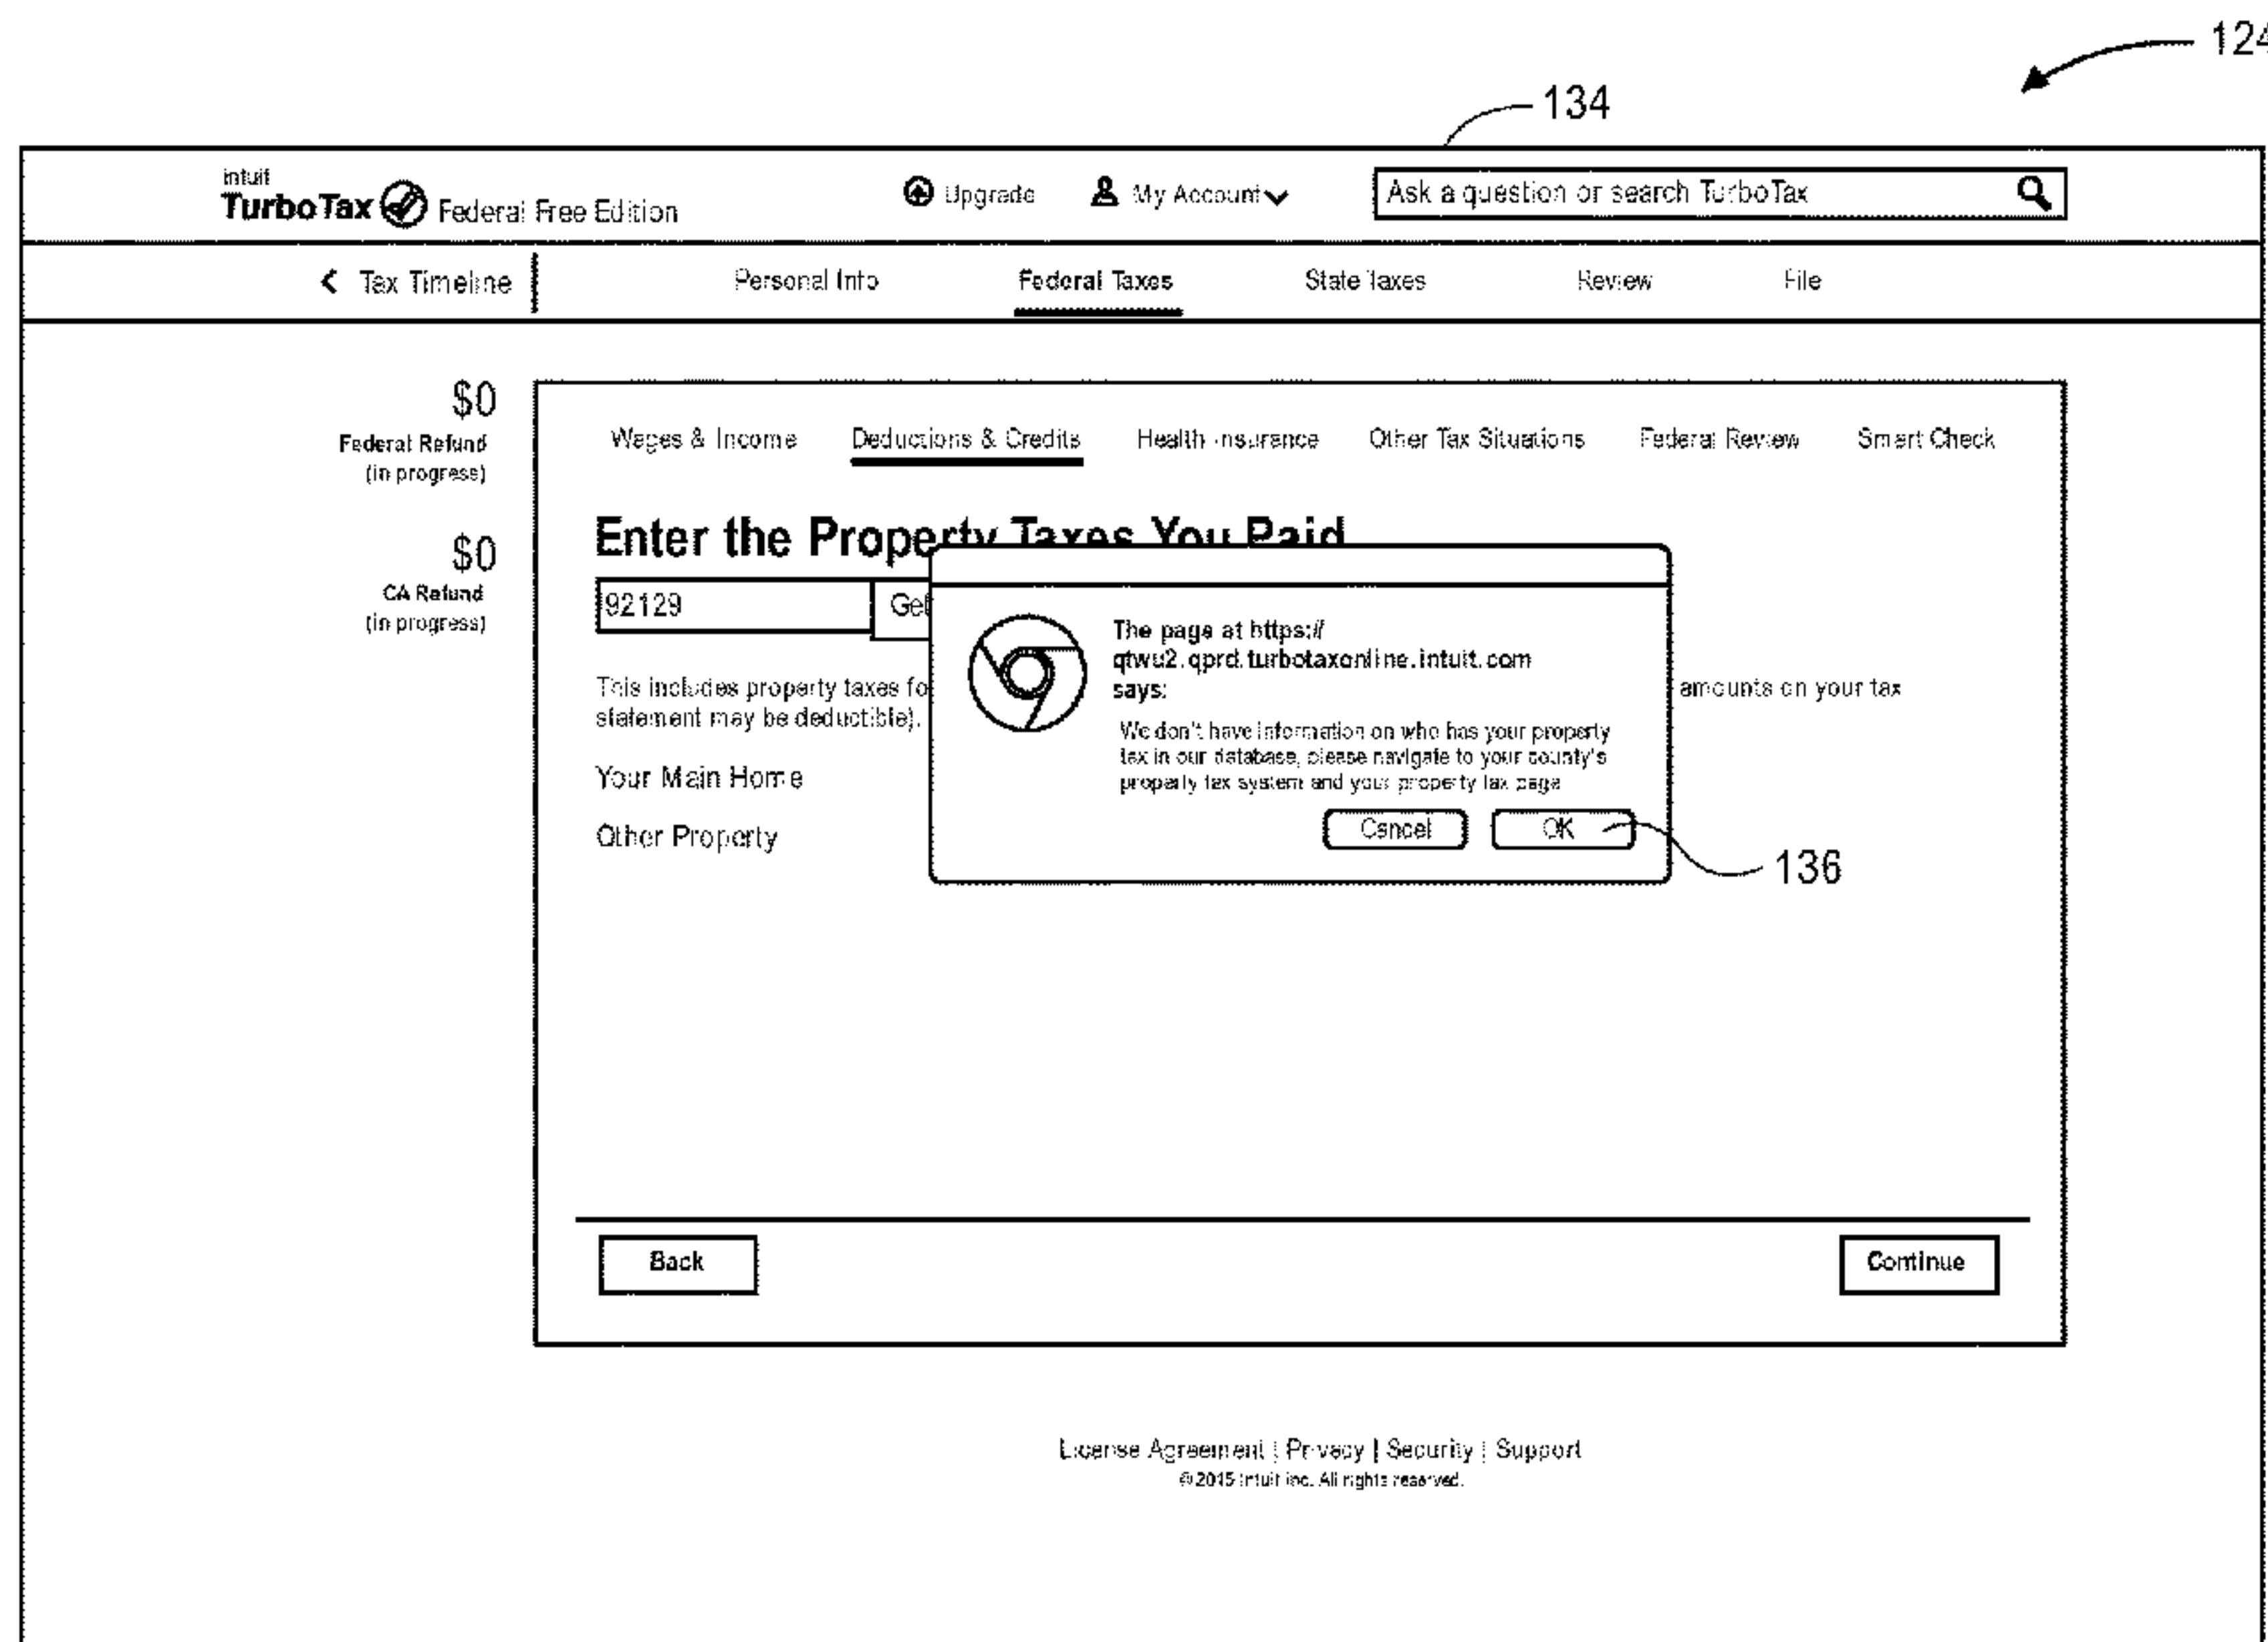 124
134
intuit
TurboTax Federal Free Edition
Upgrade
My Account
Ask a question or search TurboTax
Tax Timeline
Personal Info
Federal Taxes
State Taxes
Review
File
$0
Federal Refund
(in progress)
$0
CA Refund
(in progress)
Wages & Income
Deductions & Credits
Health Insurance
Other Tax Situations
Federal Review
Smart Check
Enter the Property Taxes You Paid
92129
Get
This includes property taxes fo
amounts on your tax
statement may be deductible).
Your Main Home
Other Property
The page at https://
qtwu2.qprd.turbotaxonline.intuit.com
says:
We don't have information on who has your property
tax in our database, please navigate to your county's
property tax system and your property tax page
Cancel
OK
136
Back
Continue
License Agreement | Privacy | Security | Support
© 2015 Intuit Inc. All rights reserved.